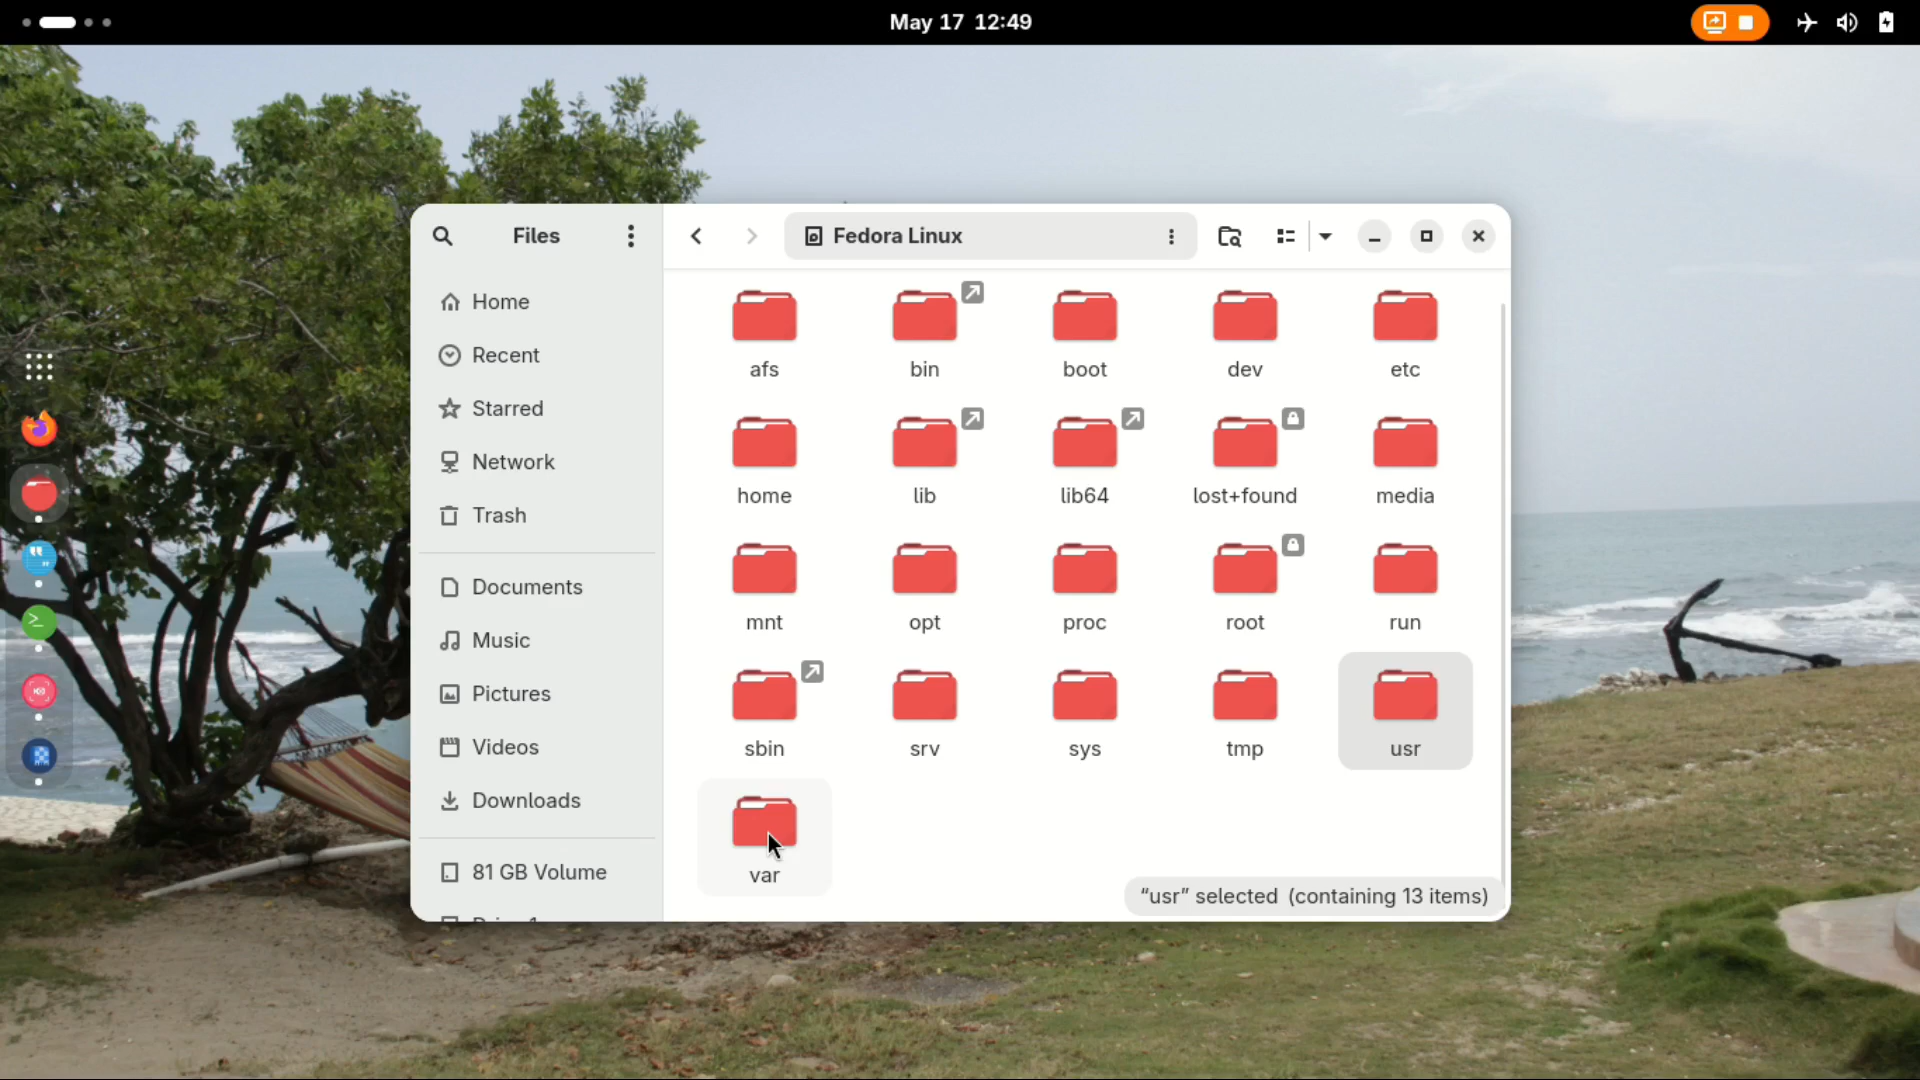 May 17 12:49
Files
Fedora Linux
Home
Recent
Starred
Network
Trash
Documents
Music
Pictures
Videos
Downloads
81 GB Volume
afs
bin
boot
dev
etc
home
lib
lib64
lost+found
media
mnt
opt
proc
root
run
sbin
srv
sys
tmp
usr
var
“usr” selected (containing 13 items)